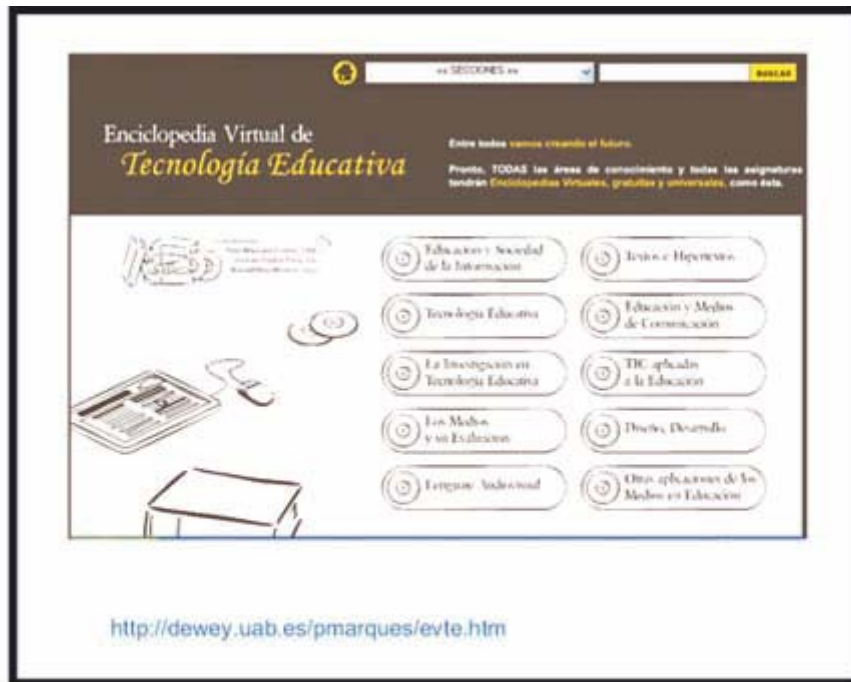 «« SECCIONES »»
BUSCAR
Enciclopedia Virtual de
Tecnología Educativa
Entre todos vamos creando el futuro.
Pronto, TODAS las áreas de conocimiento y todas las asignaturas
tendrán Enciclopedias Virtuales, gratuitas y universales, como ésta.
Educación y Sociedad
de la Información
Textos e Hipertextos
Tecnología Educativa
Educación y Medios
de Comunicación
La Investigación en
Tecnología Educativa
TIC aplicadas
a la Educación
Los Medios
y su Evaluación
Diseño, Desarrollo
Lenguaje Audiovisual
Otras aplicaciones de los
Medios en Educación
http://dewey.uab.es/pmarques/evte.htm